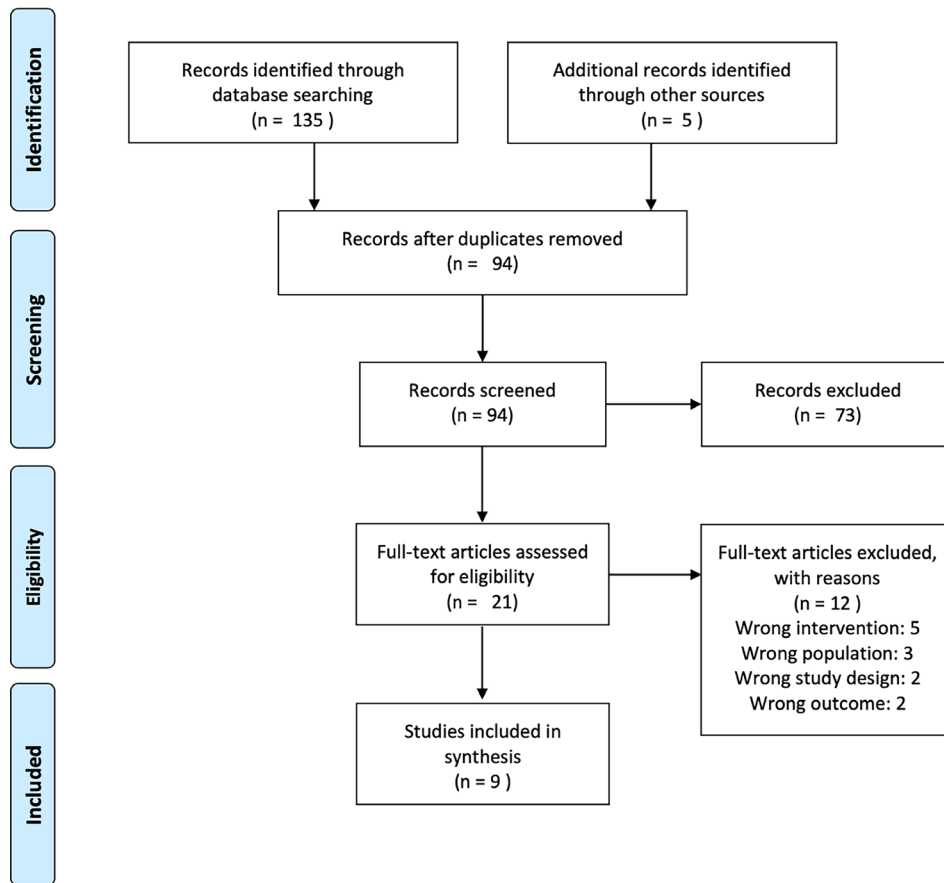 Identification
Records identified through
database searching
(n = 135 )
Additional records identified
through other sources
(n = 5 )
Screening
Records after duplicates removed
(n = 94)
Records screened
(n = 94)
Records excluded
(n = 73)
Eligibility
Full-text articles assessed
for eligibility
(n = 21)
Full-text articles excluded,
with reasons
(n = 12 )
Wrong intervention: 5
Wrong population: 3
Wrong study design: 2
Wrong outcome: 2
Included
Studies included in
synthesis
(n = 9 )